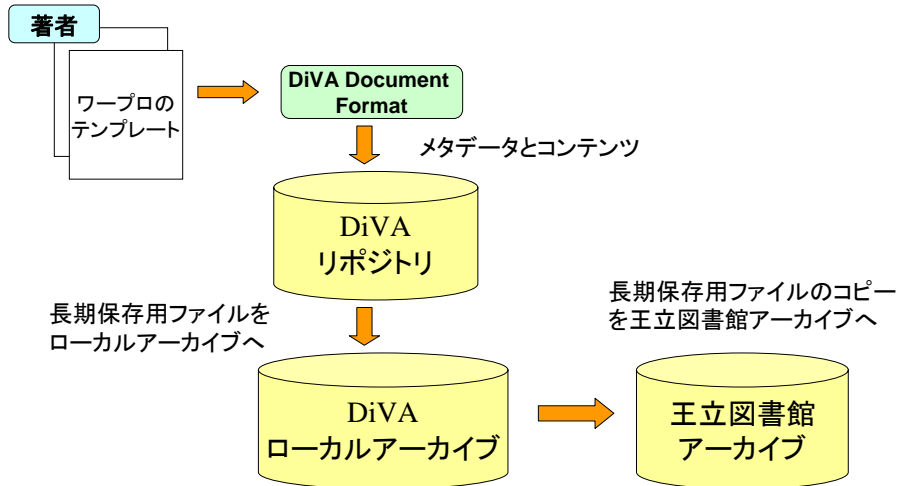 著者
ワープロの
テンプレート
DiVA Document
Format
メタデータとコンテンツ
DiVA
リポジトリ
長期保存用ファイルを
ローカルアーカイブへ
長期保存用ファイルのコピー
を王立図書館アーカイブへ
DiVA
ローカルアーカイブ
王立図書館
アーカイブ